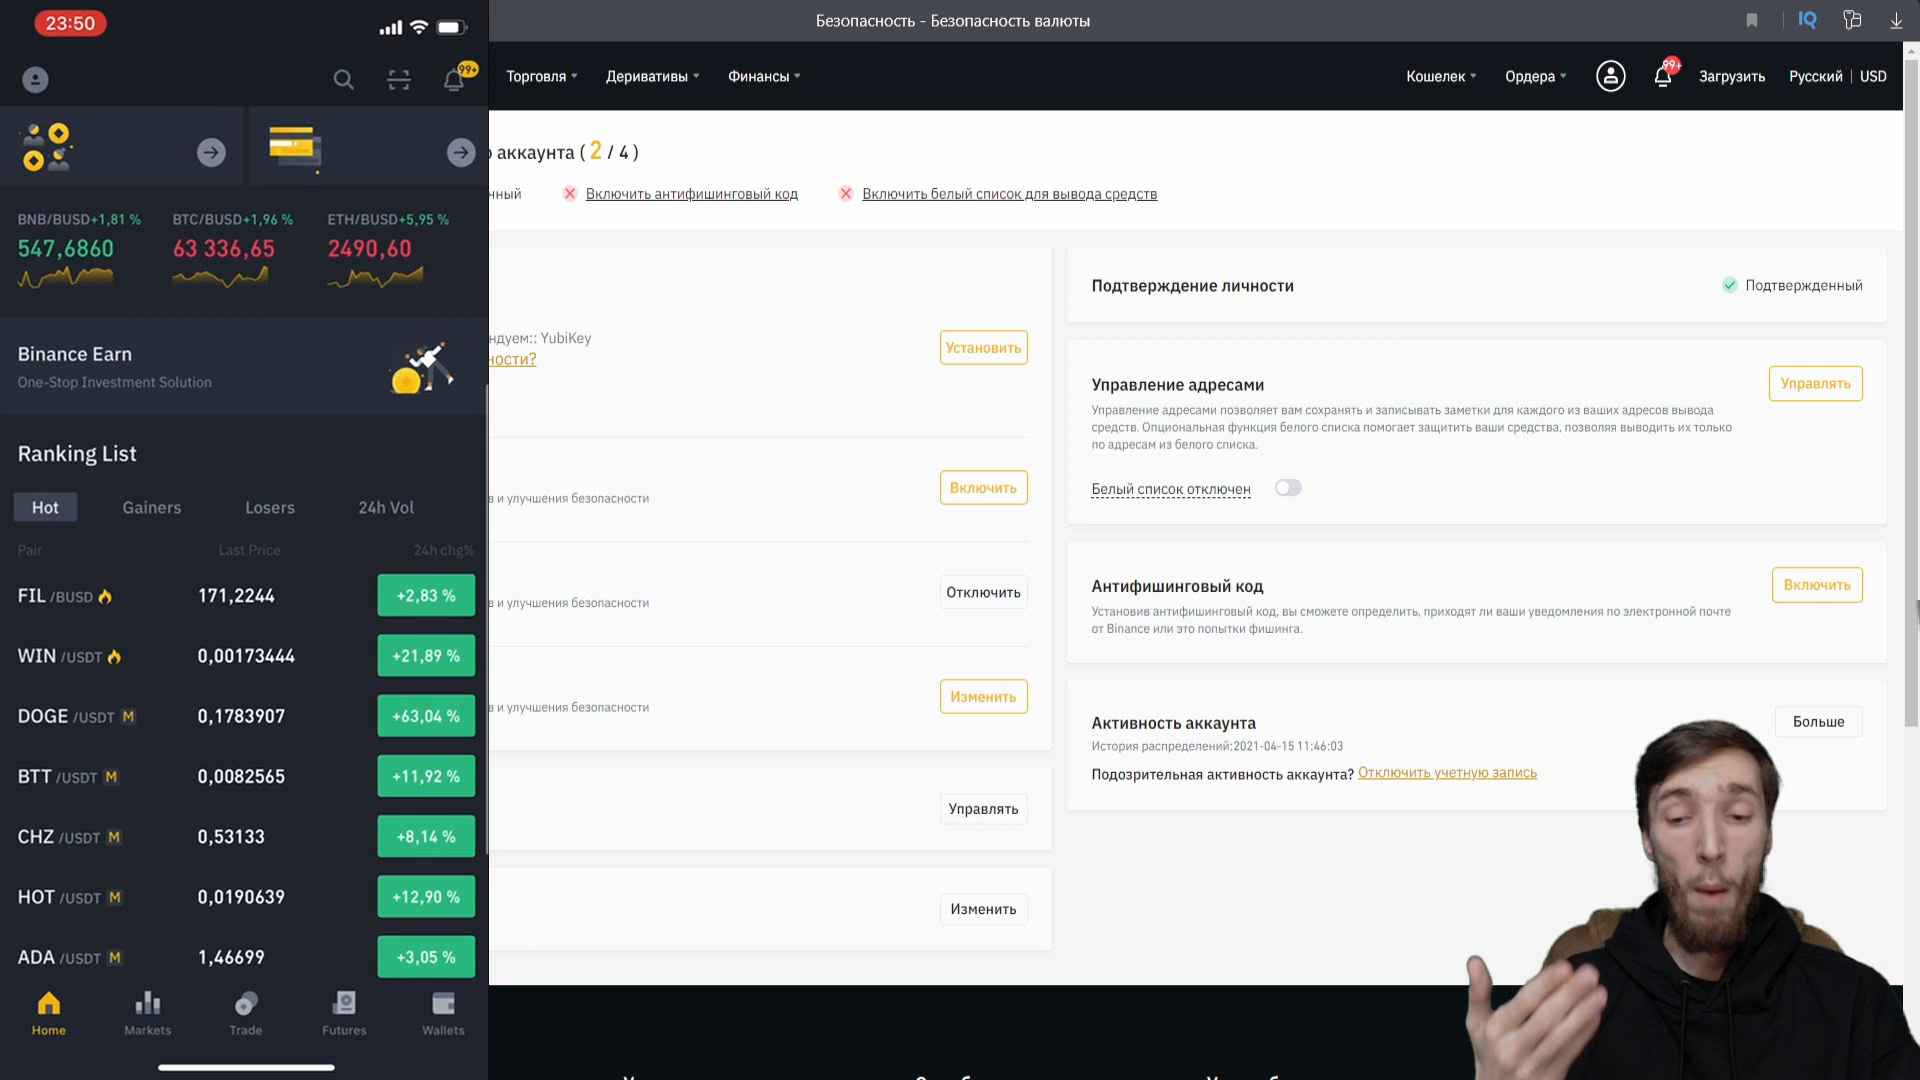 23:50
99+
BNB/BUSD+1,81 % BTC/BUSD+1,96 % ETH/BUSD+5,95 %
547,6860 63 336,65 2490,60
Binance Earn
One-Stop Investment Solution
Ranking List
Hot Gainers Losers 24h Vol
Pair Last Price 24h chg%
FIL /BUSD 171,2244 +2,83 %
WIN /USDT 0,00173444 +21,89 %
DOGE /USDT M 0,1783907 +63,04 %
BTT /USDT M 0,0082565 +11,92 %
CHZ /USDT M 0,53133 +8,14 %
HOT /USDT M 0,0190639 +12,90 %
ADA /USDT M 1,46699 +3,05 %
Home Markets Trade Futures Wallets
Безопасность - Безопасность валюты
IQ
Торговля Деривативы Финансы Кошелек Ордера 99+ Загрузить Русский | USD
аккаунта ( 2 / 4 )
нный Включить антифишинговый код Включить белый список для вывода средств
ндуем:: YubiKey
ности?
Установить
в и улучшения безопасности
Включить
в и улучшения безопасности
Отключить
в и улучшения безопасности
Изменить
Управлять
Изменить
Подтверждение личности Подтвержденный
Управление адресами Управлять
Управление адресами позволяет вам сохранять и записывать заметки для каждого из ваших адресов вывода
средств. Опциональная функция белого списка помогает защитить ваши средства, позволяя выводить их только
по адресам из белого списка.
Белый список отключен
Антифишинговый код Включить
Установив антифишинговый код, вы сможете определить, приходят ли ваши уведомления по электронной почте
от Binance или это попытки фишинга.
Активность аккаунта Больше
История распределений:2021-04-15 11:46:03
Подозрительная активность аккаунта? Отключить учетную запись